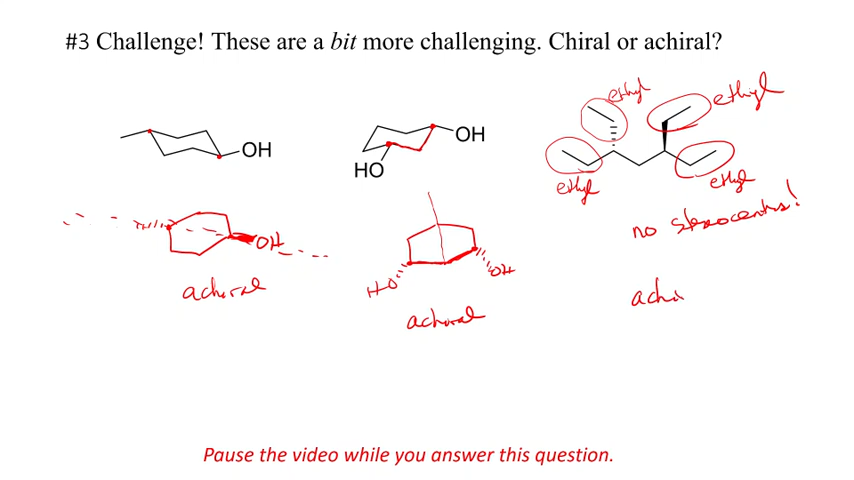 #3 Challenge! These are a bit more challenging. Chiral or achiral?
ethyl
ethyl
OH
OH
HO
ethyl
ethyl
no stereocenters!
OH
HO
OH
achiral
achiral
achi
Pause the video while you answer this question.